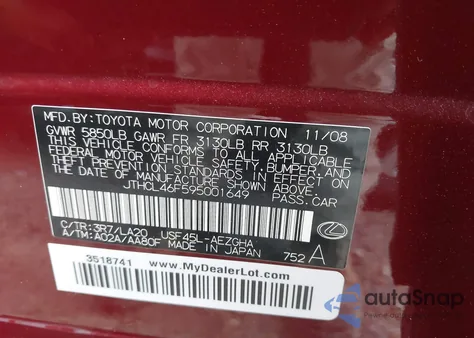 MFD. BY: TOYOTA MOTOR CORPORATION 11/08
GVWR 5850LB GAWR FR 3130LB RR 3130LB
THIS VEHICLE CONFORMS TO ALL APPLICABLE
FEDERAL MOTOR VEHICLE SAFETY, BUMPER, AND
THEFT PREVENTION STANDARDS IN EFFECT ON
THE DATE OF MANUFACTURE SHOWN ABOVE.
JTHCL46F595001649 PASS.CAR
C/TR: 3R7/LA20 USF45L-AEZGHA
A/TM: A02A/AA80F MADE IN JAPAN 752 A
3518741
www.MyDealerLot.com
autoSnap